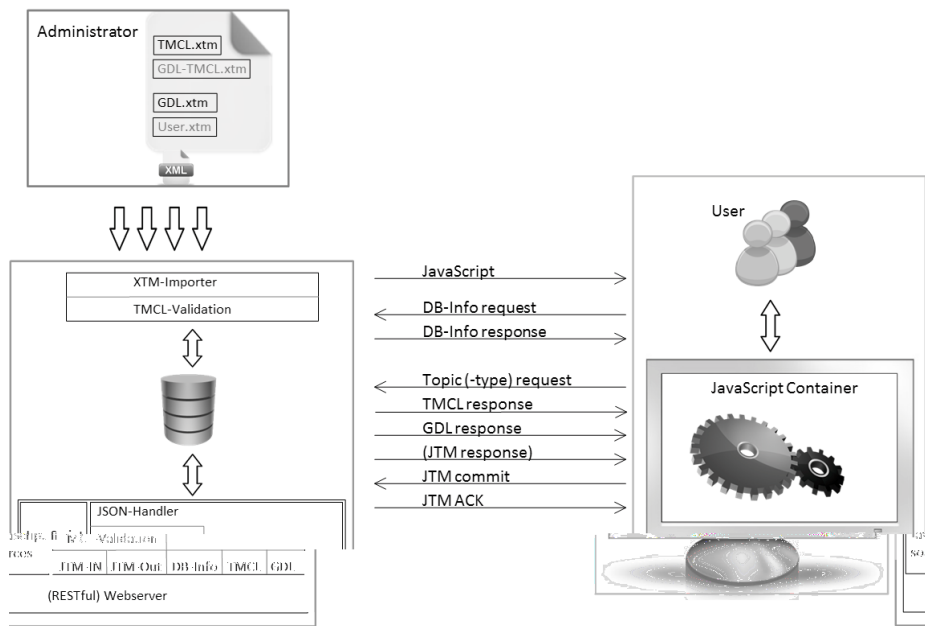 Administrator
TMCL.xtm
GDL-TMCL.xtm
GDL.xtm
User.xtm
XML
XTM-Importer
TMCL-Validation
JSON-Handler
Validation
JTM-IN JTM-Out DB-Info TMCL GDL
(RESTful) Webserver
JavaScript
DB-Info request
DB-Info response
Topic (-type) request
TMCL response
GDL response
(JTM response)
JTM commit
JTM ACK
User
JavaScript Container